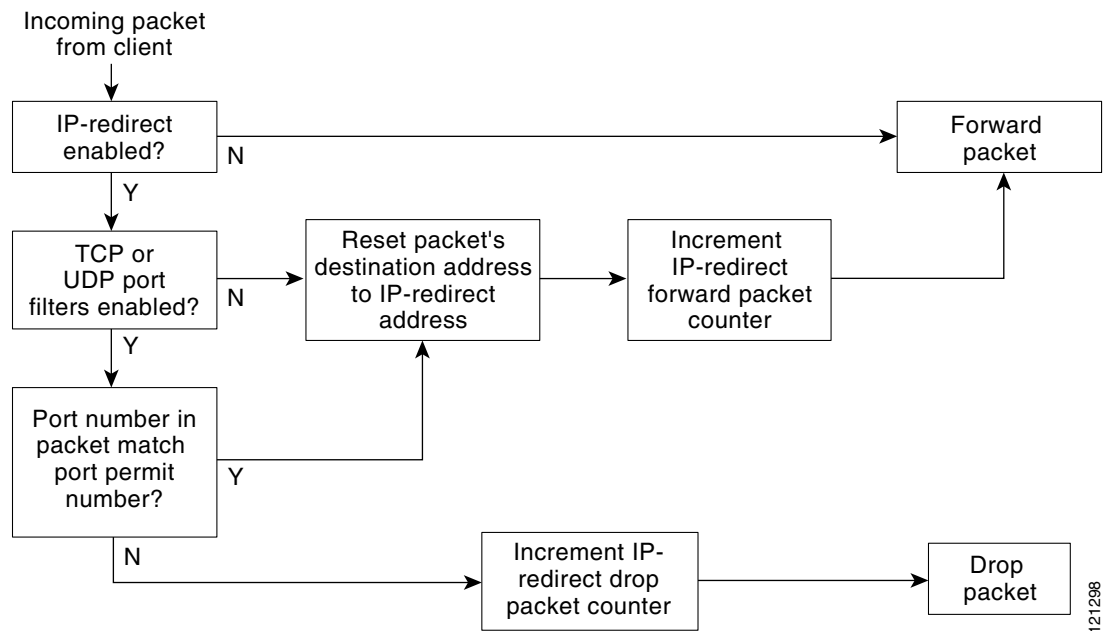 Incoming packet
from client
IP-redirect
enabled?
N
Forward
packet
Y
TCP or
UDP port
filters enabled?
N
Reset packet's
destination address
to IP-redirect
address
Increment
IP-redirect
forward packet
counter
Y
Port number in
packet match
port permit
number?
Y
N
Increment IP-
redirect drop
packet counter
Drop
packet
121298